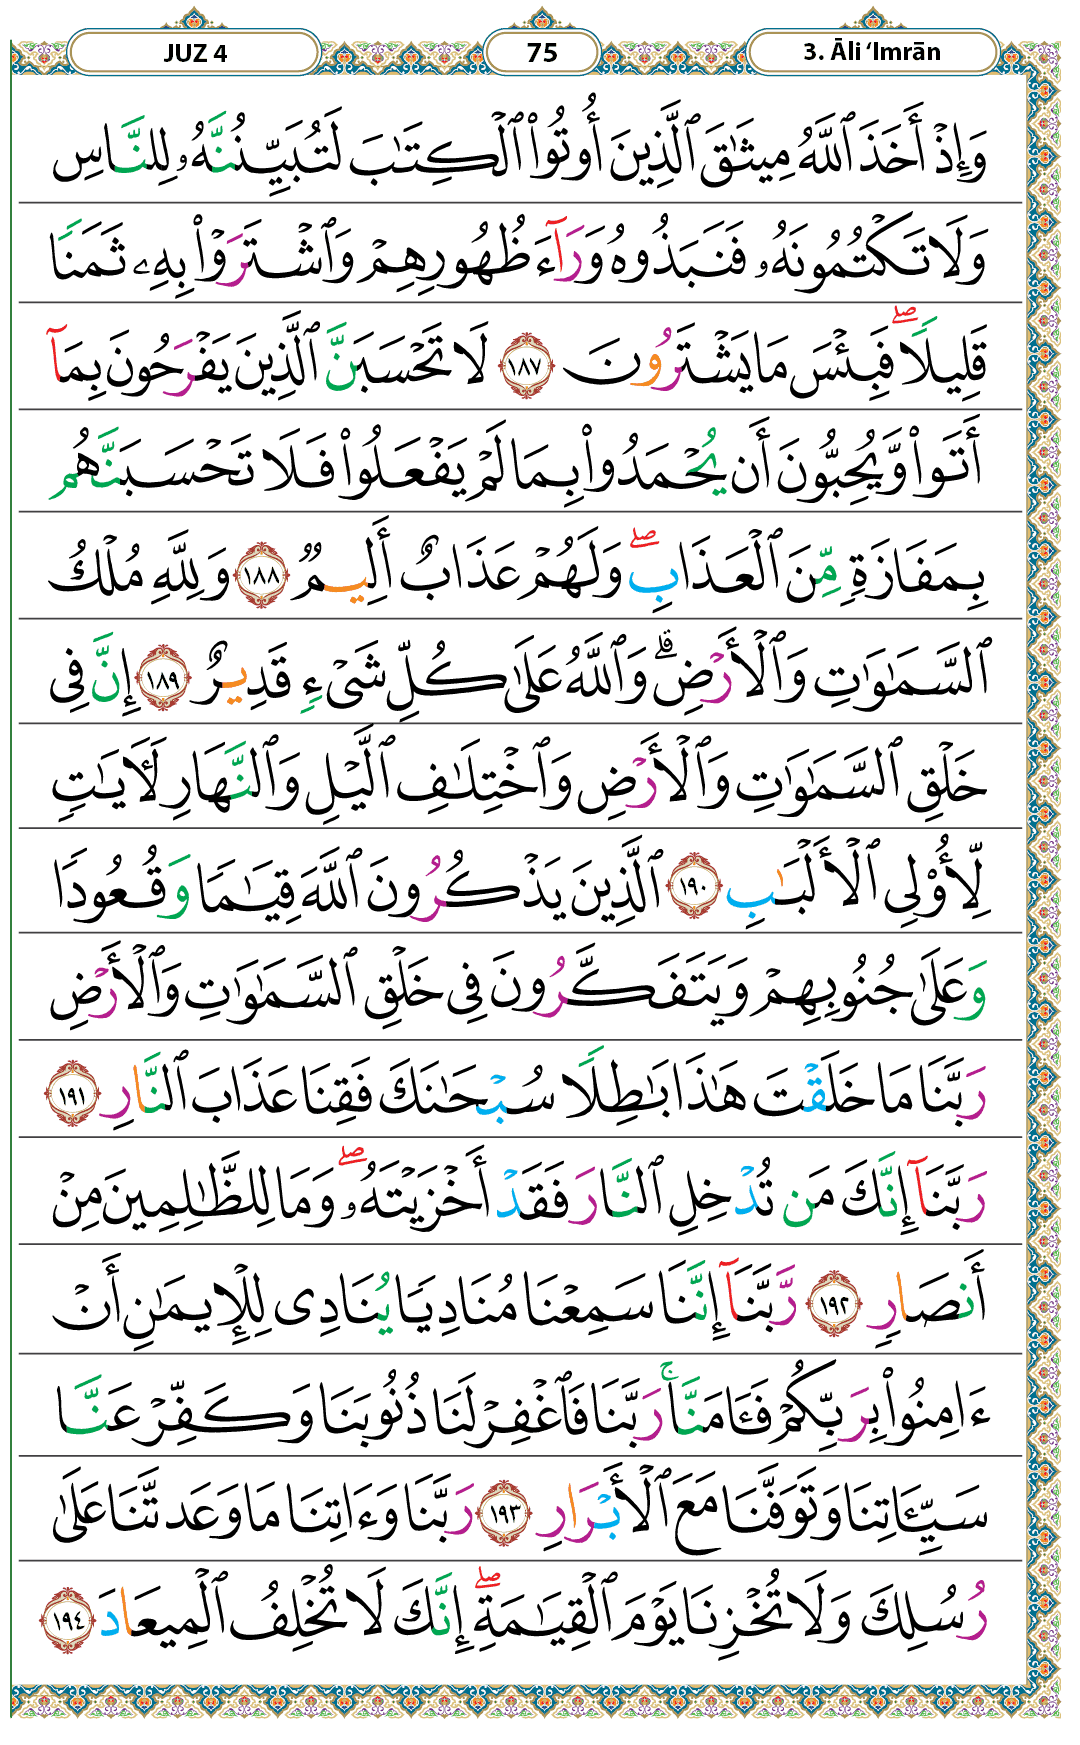 JUZ 4 75 3. Āli ‘Imrān
وَإِذْ أَخَذَ ٱللَّهُ مِيثَٰقَ ٱلَّذِينَ أُوتُوا۟ ٱلْكِتَٰبَ لَتُبَيِّنُنَّهُۥ لِلنَّاسِ
وَلَا تَكْتُمُونَهُۥ فَنَبَذُوهُ وَرَآءَ ظُهُورِهِمْ وَٱشْتَرَوْا۟ بِهِۦ ثَمَنًا
قَلِيلًا ۖ فَبِئْسَ مَا يَشْتَرُونَ ١٨٧ لَا تَحْسَبَنَّ ٱلَّذِينَ يَفْرَحُونَ بِمَآ
أَتَوا۟ وَّيُحِبُّونَ أَن يُحْمَدُوا۟ بِمَا لَمْ يَفْعَلُوا۟ فَلَا تَحْسَبَنَّهُم
بِمَفَازَةٍ مِّنَ ٱلْعَذَابِ ۖ وَلَهُمْ عَذَابٌ أَلِيمٌ ١٨٨ وَلِلَّهِ مُلْكُ
ٱلسَّمَٰوَٰتِ وَٱلْأَرْضِ ۗ وَٱللَّهُ عَلَىٰ كُلِّ شَىْءٍ قَدِيرٌ ١٨٩ إِنَّ فِى
خَلْقِ ٱلسَّمَٰوَٰتِ وَٱلْأَرْضِ وَٱخْتِلَٰفِ ٱلَّيْلِ وَٱلنَّهَارِ لَـَٔايَٰتٍ
لِّأُو۟لِى ٱلْأَلْبَٰبِ ١٩٠ ٱلَّذِينَ يَذْكُرُونَ ٱللَّهَ قِيَٰمًا وَقُعُودًا
وَعَلَىٰ جُنُوبِهِمْ وَيَتَفَكَّرُونَ فِى خَلْقِ ٱلسَّمَٰوَٰتِ وَٱلْأَرْضِ
رَبَّنَا مَا خَلَقْتَ هَٰذَا بَٰطِلًا سُبْحَٰنَكَ فَقِنَا عَذَابَ ٱلنَّارِ ١٩١
رَبَّنَآ إِنَّكَ مَن تُدْخِلِ ٱلنَّارَ فَقَدْ أَخْزَيْتَهُۥ ۖ وَمَا لِلظَّٰلِمِينَ مِنْ
أَنصَارٍ ١٩٢ رَّبَّنَآ إِنَّنَا سَمِعْنَا مُنَادِيًا يُنَادِى لِلْإِيمَٰنِ أَنْ
ءَامِنُوا۟ بِرَبِّكُمْ فَـَٔامَنَّا ۚ رَبَّنَا فَٱغْفِرْ لَنَا ذُنُوبَنَا وَكَفِّرْ عَنَّا
سَيِّـَٔاتِنَا وَتَوَفَّنَا مَعَ ٱلْأَبْرَارِ ١٩٣ رَبَّنَا وَءَاتِنَا مَا وَعَدتَّنَا عَلَىٰ
رُسُلِكَ وَلَا تُخْزِنَا يَوْمَ ٱلْقِيَٰمَةِ ۖ إِنَّكَ لَا تُخْلِفُ ٱلْمِيعَادَ ١٩٤